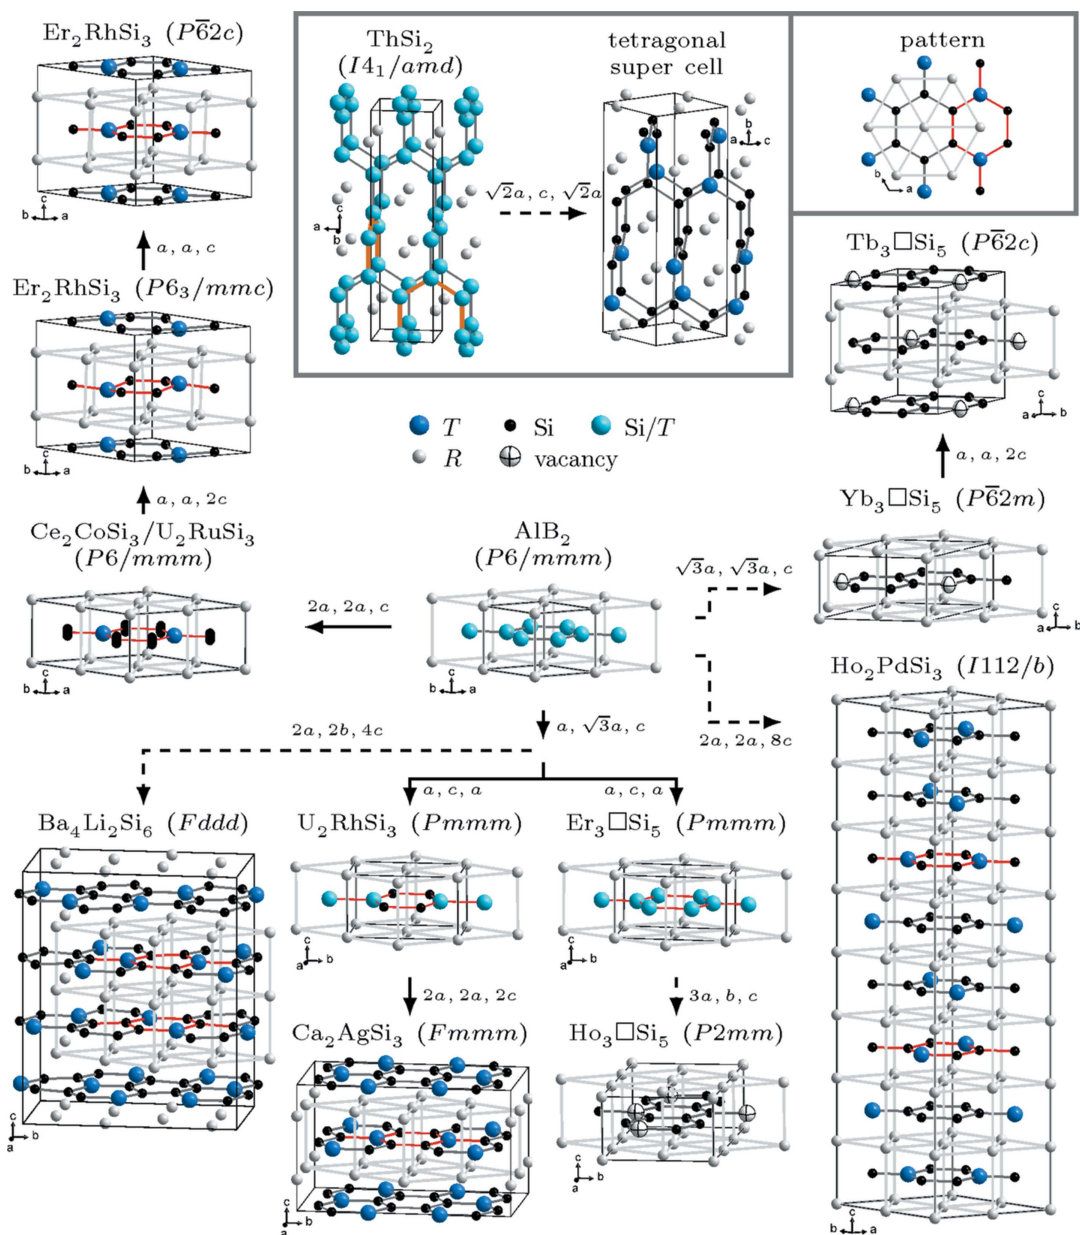 Er₂RhSi₃ (P6̅2c)
c
b a
a, a, c
Er₂RhSi₃ (P6₃/mmc)
c
b a
a, a, 2c
Ce₂CoSi₃/U₂RuSi₃
(P6/mmm)
c
b a
2a, 2a, c
ThSi₂
(I4₁/amd)
c
a b
√2a, c, √2a
tetragonal
super cell
b
a c
pattern
b a
T Si Si/T
R vacancy
Tb₃□Si₅ (P6̅2c)
c
a b
a, a, 2c
Yb₃□Si₅ (P6̅2m)
c
a b
√3a, √3a, c
AlB₂
(P6/mmm)
c
b a
a, √3a, c
2a, 2a, 8c
Ho₂PdSi₃ (I112/b)
c
b a
2a, 2b, 4c
Ba₄Li₂Si₆ (Fddd)
c
a b
a, c, a
U₂RhSi₃ (Pmmm)
c
a b
2a, 2a, 2c
Ca₂AgSi₃ (Fmmm)
c
a b
a, c, a
Er₃□Si₅ (Pmmm)
c
a b
3a, b, c
Ho₃□Si₅ (P2mm)
c
a b